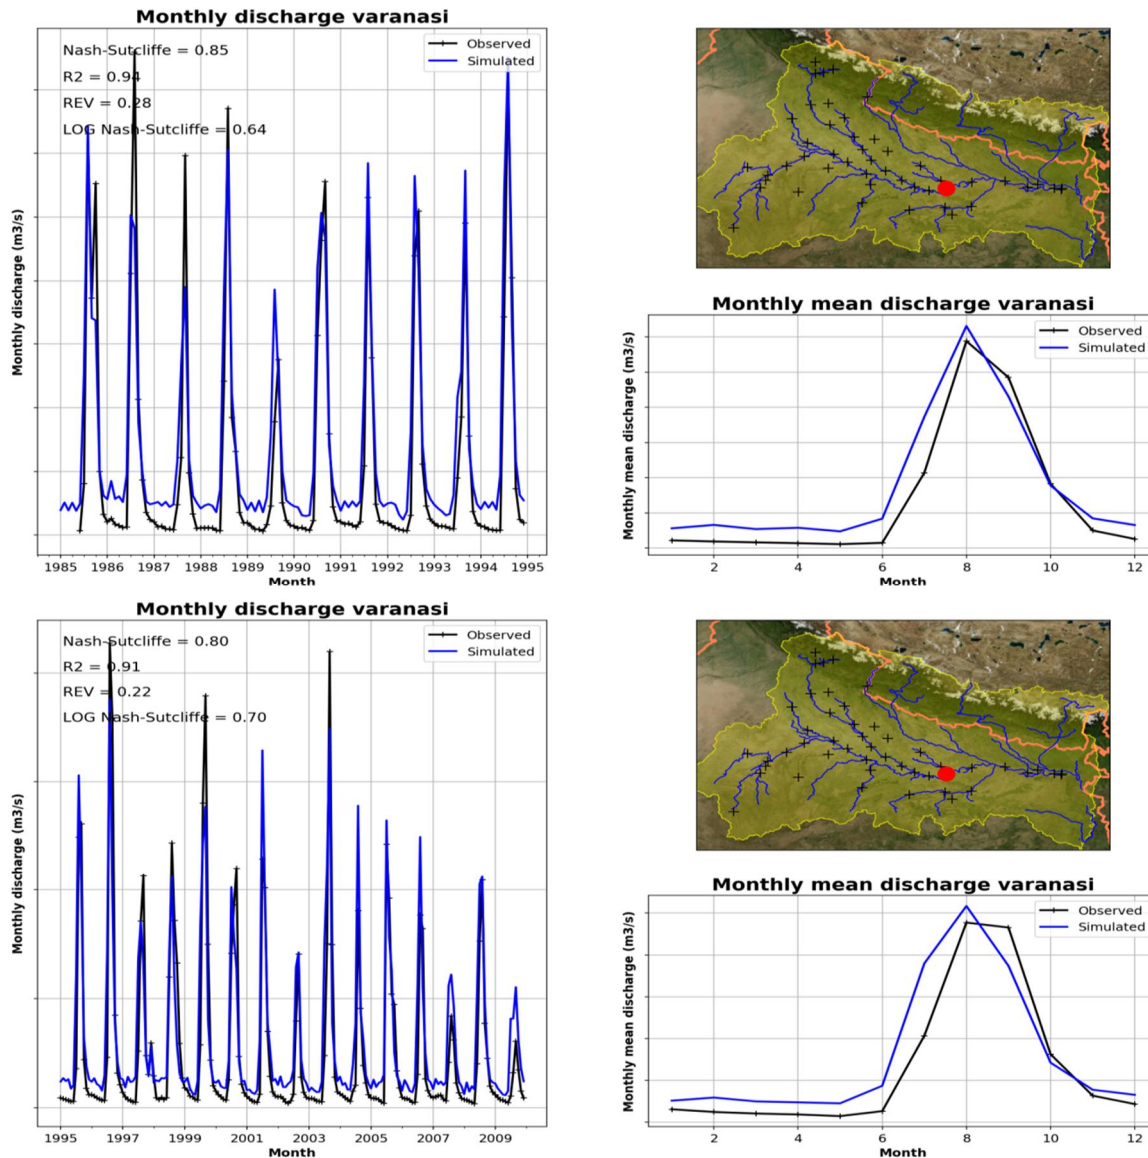 Monthly discharge varanasi
Nash-Sutcliffe = 0.85
R2 = 0.94
REV = 0.28
LOG Nash-Sutcliffe = 0.64
Observed
Simulated
Monthly discharge (m3/s)
1985 1986 1987 1988 1989 1990 1991 1992 1993 1994 1995
Month
Monthly mean discharge varanasi
Observed
Simulated
Monthly mean discharge (m3/s)
2 4 6 8 10 12
Month
Monthly discharge varanasi
Nash-Sutcliffe = 0.80
R2 = 0.91
REV = 0.22
LOG Nash-Sutcliffe = 0.70
Observed
Simulated
Monthly discharge (m3/s)
1995 1997 1999 2001 2003 2005 2007 2009
Month
Monthly mean discharge varanasi
Observed
Simulated
Monthly mean discharge (m3/s)
2 4 6 8 10 12
Month